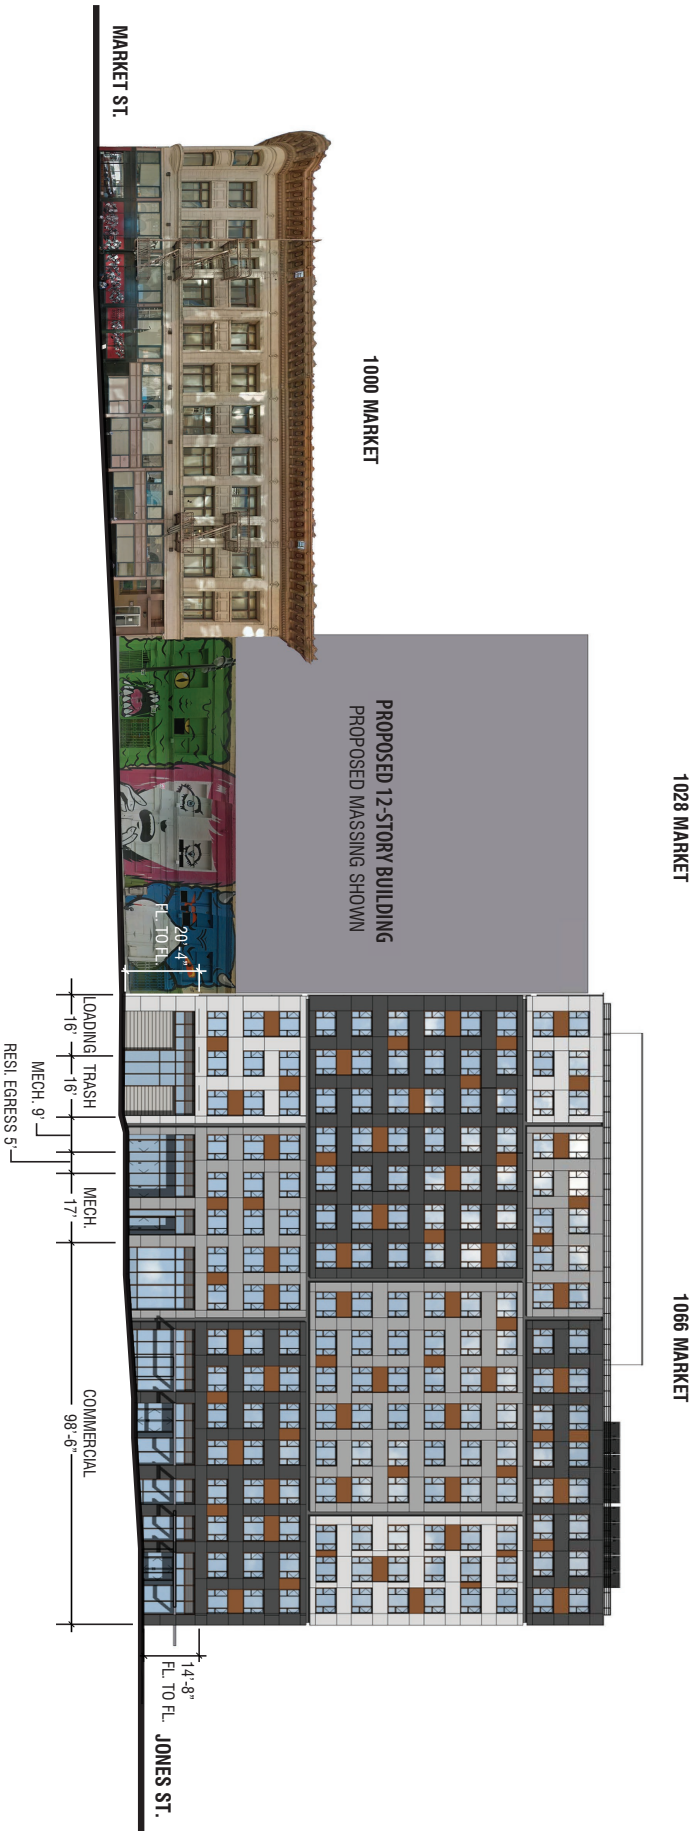 1028 MARKET
1066 MARKET
1000 MARKET
PROPOSED 12-STORY BUILDING
PROPOSED MASSING SHOWN
MARKET ST.
20'-4"
FL. TO FL.
14'-8"
FL. TO FL.
JONES ST.
LOADING
16'
TRASH
16'
MECH.
17'
COMMERCIAL
98'-6"
MECH. 9'
RESI. EGRESS 5'